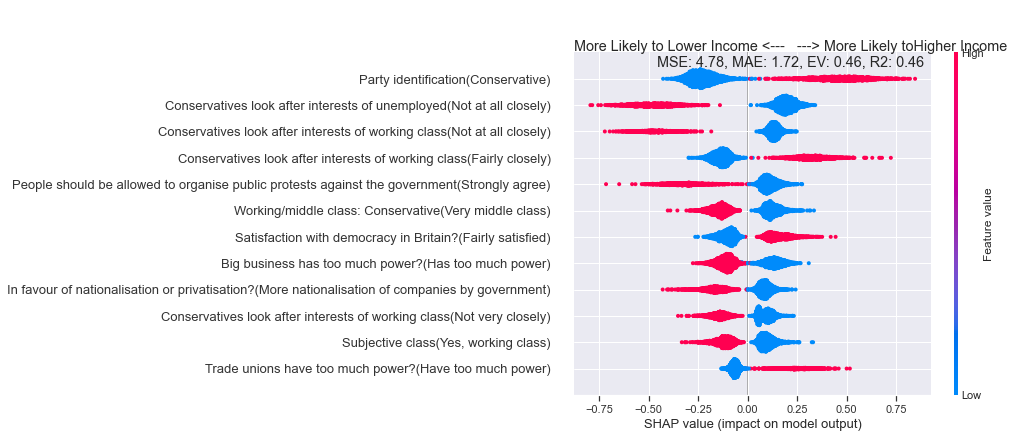 More Likely to Lower Income <---   ---> More Likely toHigher Income
MSE: 4.78, MAE: 1.72, EV: 0.46, R2: 0.46
High
Party identification(Conservative)
Conservatives look after interests of unemployed(Not at all closely)
Conservatives look after interests of working class(Not at all closely)
Conservatives look after interests of working class(Fairly closely)
People should be allowed to organise public protests against the government(Strongly agree)
Working/middle class: Conservative(Very middle class)
Satisfaction with democracy in Britain?(Fairly satisfied)
Big business has too much power?(Has too much power)
In favour of nationalisation or privatisation?(More nationalisation of companies by government)
Conservatives look after interests of working class(Not very closely)
Subjective class(Yes, working class)
Trade unions have too much power?(Have too much power)
Feature value
Low
−0.75 −0.50 −0.25 0.00 0.25 0.50 0.75
SHAP value (impact on model output)